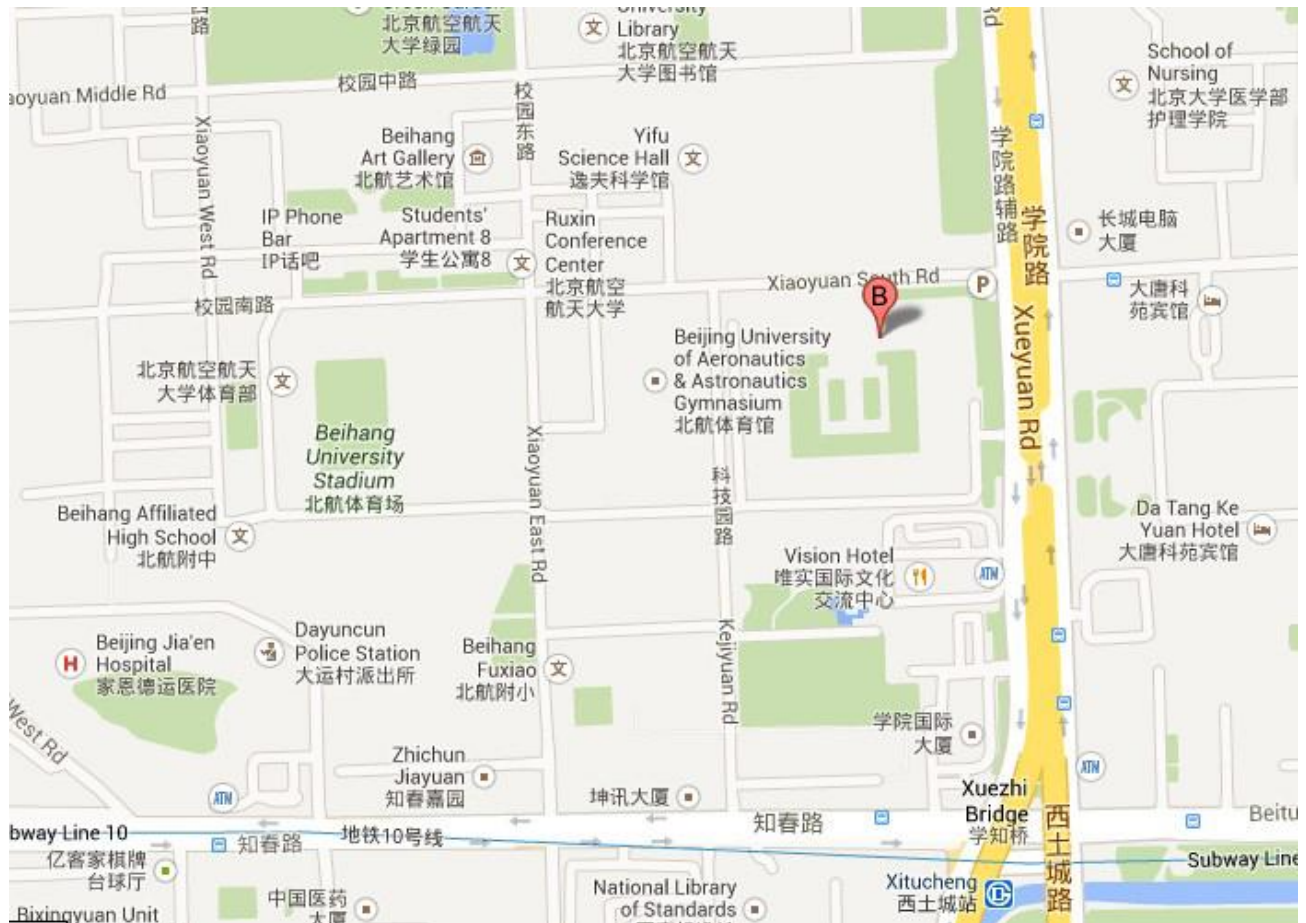 北京航空航天
大学绿园
University
Library
北京航空航天
大学图书馆
Rd
School of
Nursing
北京大学医学部
护理学院
校园中路
aoyuan Middle Rd
校园东路
Xiaoyuan West Rd
Beihang
Art Gallery
北航艺术馆
Yifu
Science Hall
逸夫科学馆
学院路辅路
学院路
长城电脑
大厦
IP Phone
Bar
IP话吧
Students'
Apartment 8
学生公寓8
Ruxin
Conference
Center
北京航空
航天大学
Xiaoyuan South Rd
P
B
大唐科
苑宾馆
校园南路
Xueyuan Rd
Beijing University
of Aeronautics
& Astronautics
Gymnasium
北航体育馆
北京航空航天
大学体育部
Beihang
University
Stadium
北航体育场
Xiaoyuan East Rd
科技园路
Beihang Affiliated
High School
北航附中
Da Tang Ke
Yuan Hotel
大唐科苑宾馆
Vision Hotel
唯实国际文化
交流中心
ATM
Kejiyuan Rd
Beijing Jia'en
Hospital
家恩德运医院
H
Dayuncun
Police Station
大运村派出所
Beihang
Fuxiao
北航附小
West Rd
学院国际
大厦
Zhichun
Jiayuan
知春嘉园
ATM
ATM
坤讯大厦
Xuezhi
Bridge
学知桥
西土城路
知春路
Beitu
bway Line 10
知春路
地铁10号线
Subway Line
亿客家棋牌
台球厅
中国医药
大厦
National Library
of Standards
Xitucheng
西土城站
Bixingyuan Unit